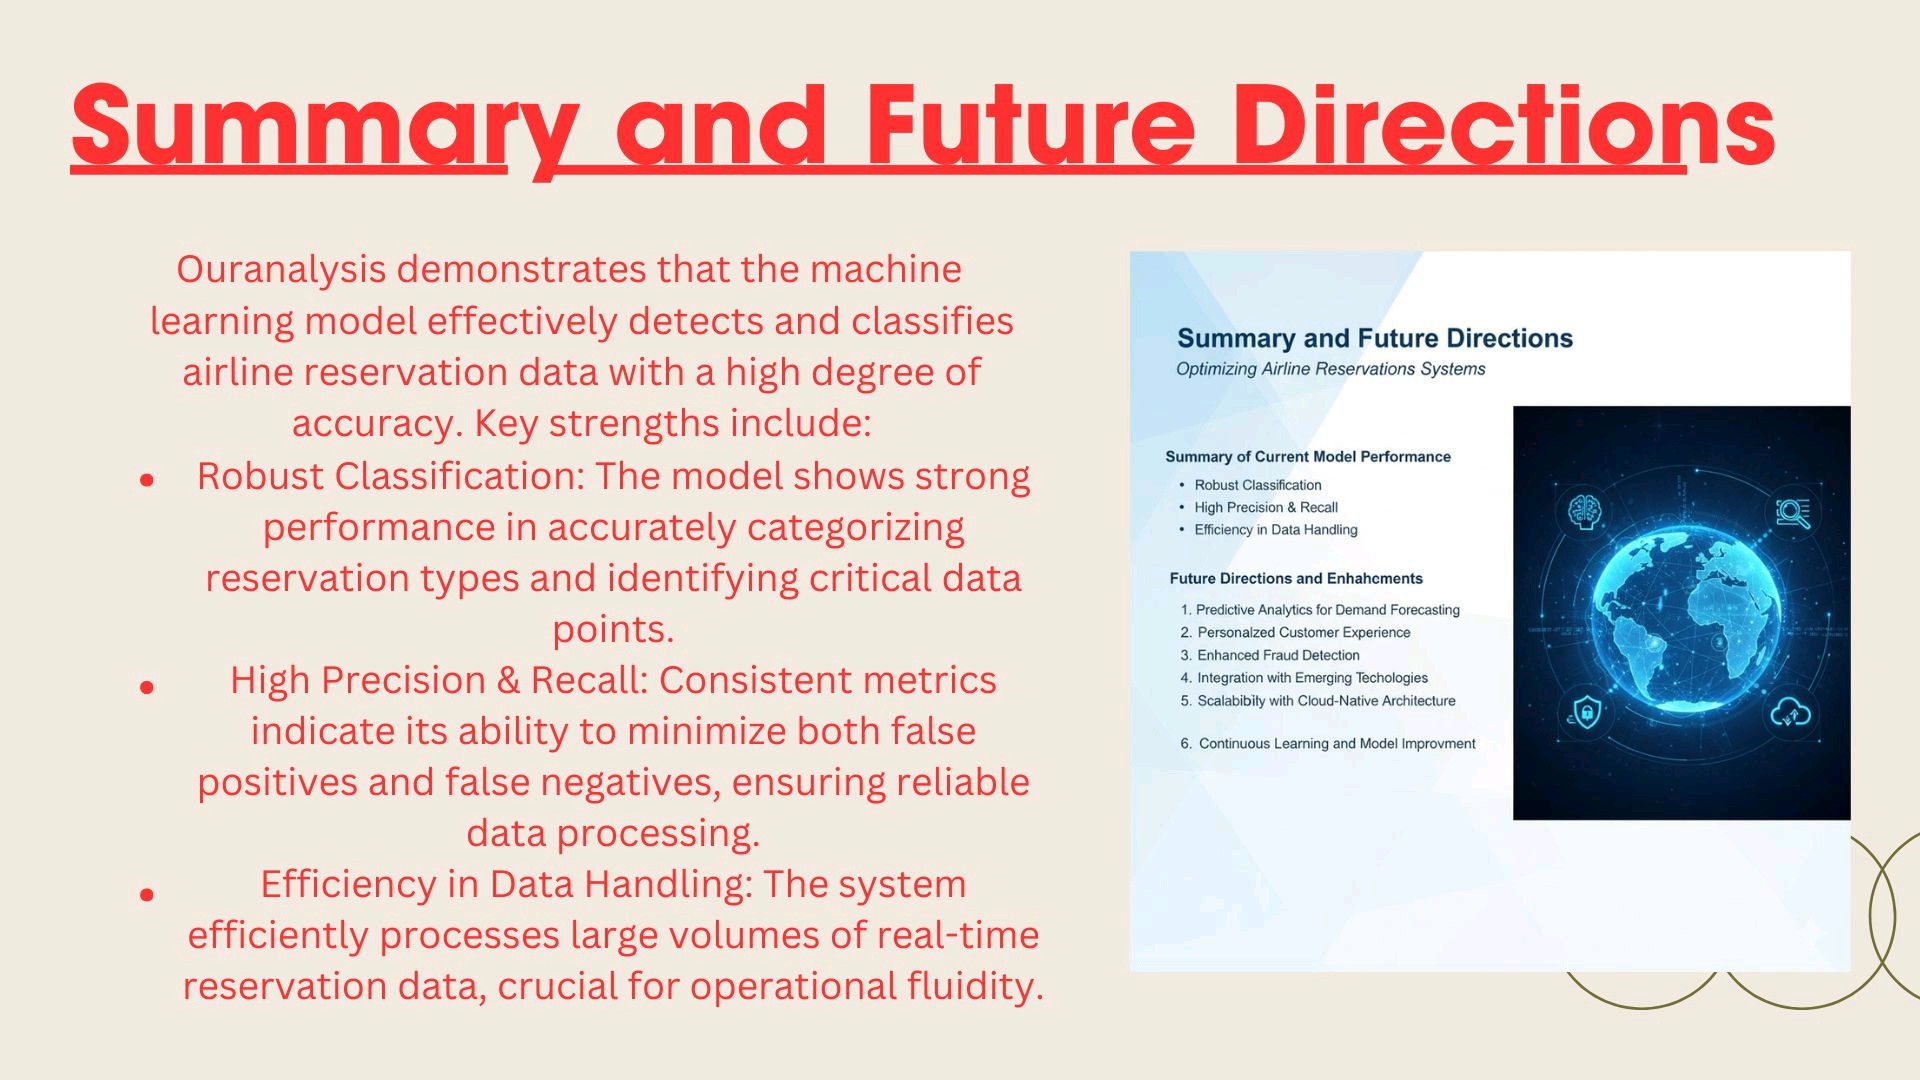 Summary and Future Directions
Ouranalysis demonstrates that the machine
learning model effectively detects and classifies
airline reservation data with a high degree of
accuracy. Key strengths include:
• Robust Classification: The model shows strong
performance in accurately categorizing
reservation types and identifying critical data
points.
• High Precision & Recall: Consistent metrics
indicate its ability to minimize both false
positives and false negatives, ensuring reliable
data processing.
• Efficiency in Data Handling: The system
efficiently processes large volumes of real-time
reservation data, crucial for operational fluidity.
Summary and Future Directions
Optimizing Airline Reservations Systems
Summary of Current Model Performance
• Robust Classification
• High Precision & Recall
• Efficiency in Data Handling
Future Directions and Enhahcments
1. Predictive Analytics for Demand Forecasting
2. Personalzed Customer Experience
3. Enhanced Fraud Detection
4. Integration with Emerging Techologies
5. Scalabibily with Cloud-Native Architecture
6. Continuous Learning and Model Improvment